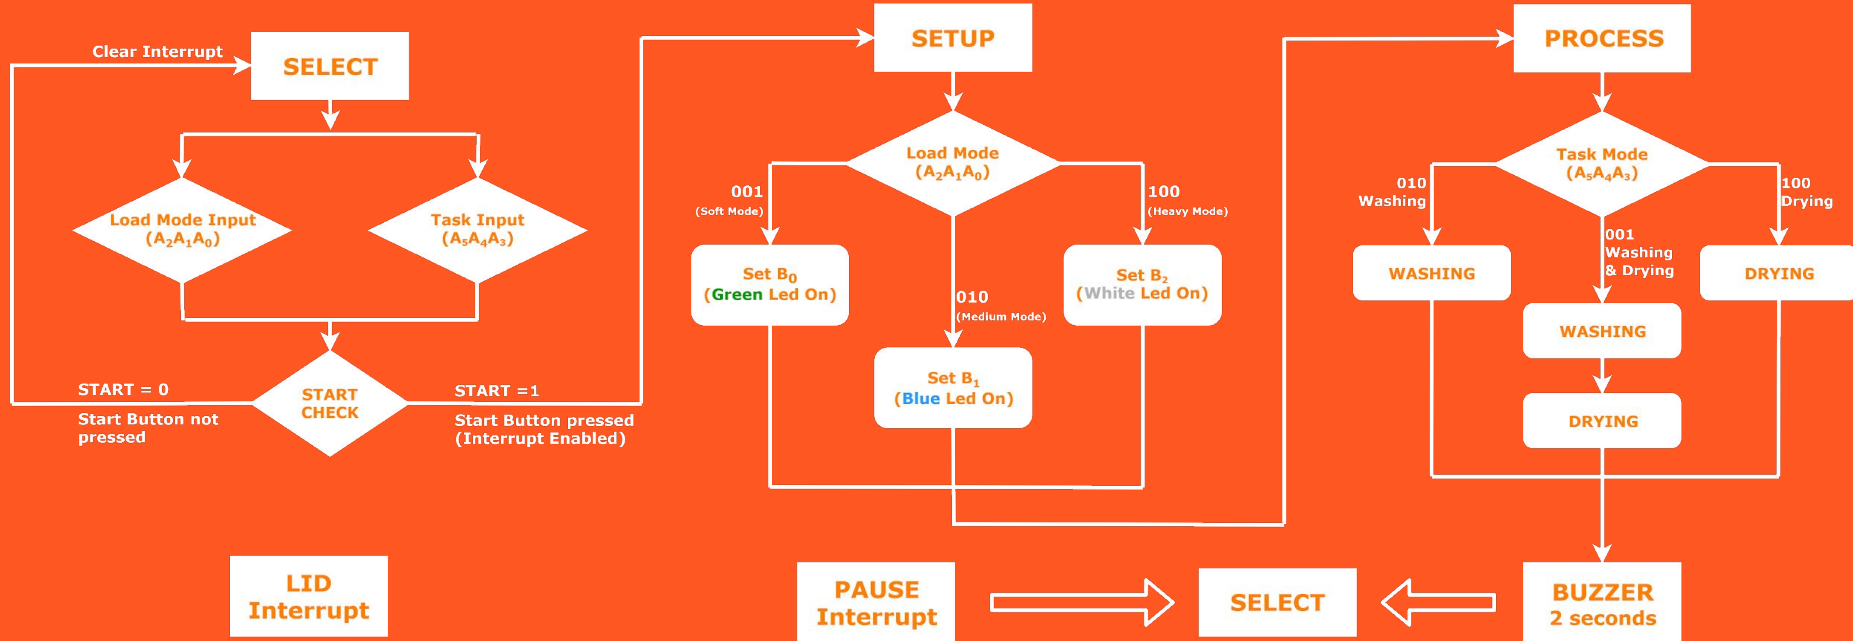 Clear Interrupt
SELECT
Load Mode Input
(A₂A₁A₀)
Task Input
(A₅A₄A₃)
START
CHECK
START = 0
Start Button not
pressed
START =1
Start Button pressed
(Interrupt Enabled)
SETUP
Load Mode
(A₂A₁A₀)
001
(Soft Mode)
100
(Heavy Mode)
Set B₀
(Green Led On)
010
(Medium Mode)
Set B₂
(White Led On)
Set B₁
(Blue Led On)
PROCESS
Task Mode
(A₅A₄A₃)
010
Washing
100
Drying
001
Washing
& Drying
WASHING
DRYING
WASHING
DRYING
LID
Interrupt
PAUSE
Interrupt
SELECT
BUZZER
2 seconds